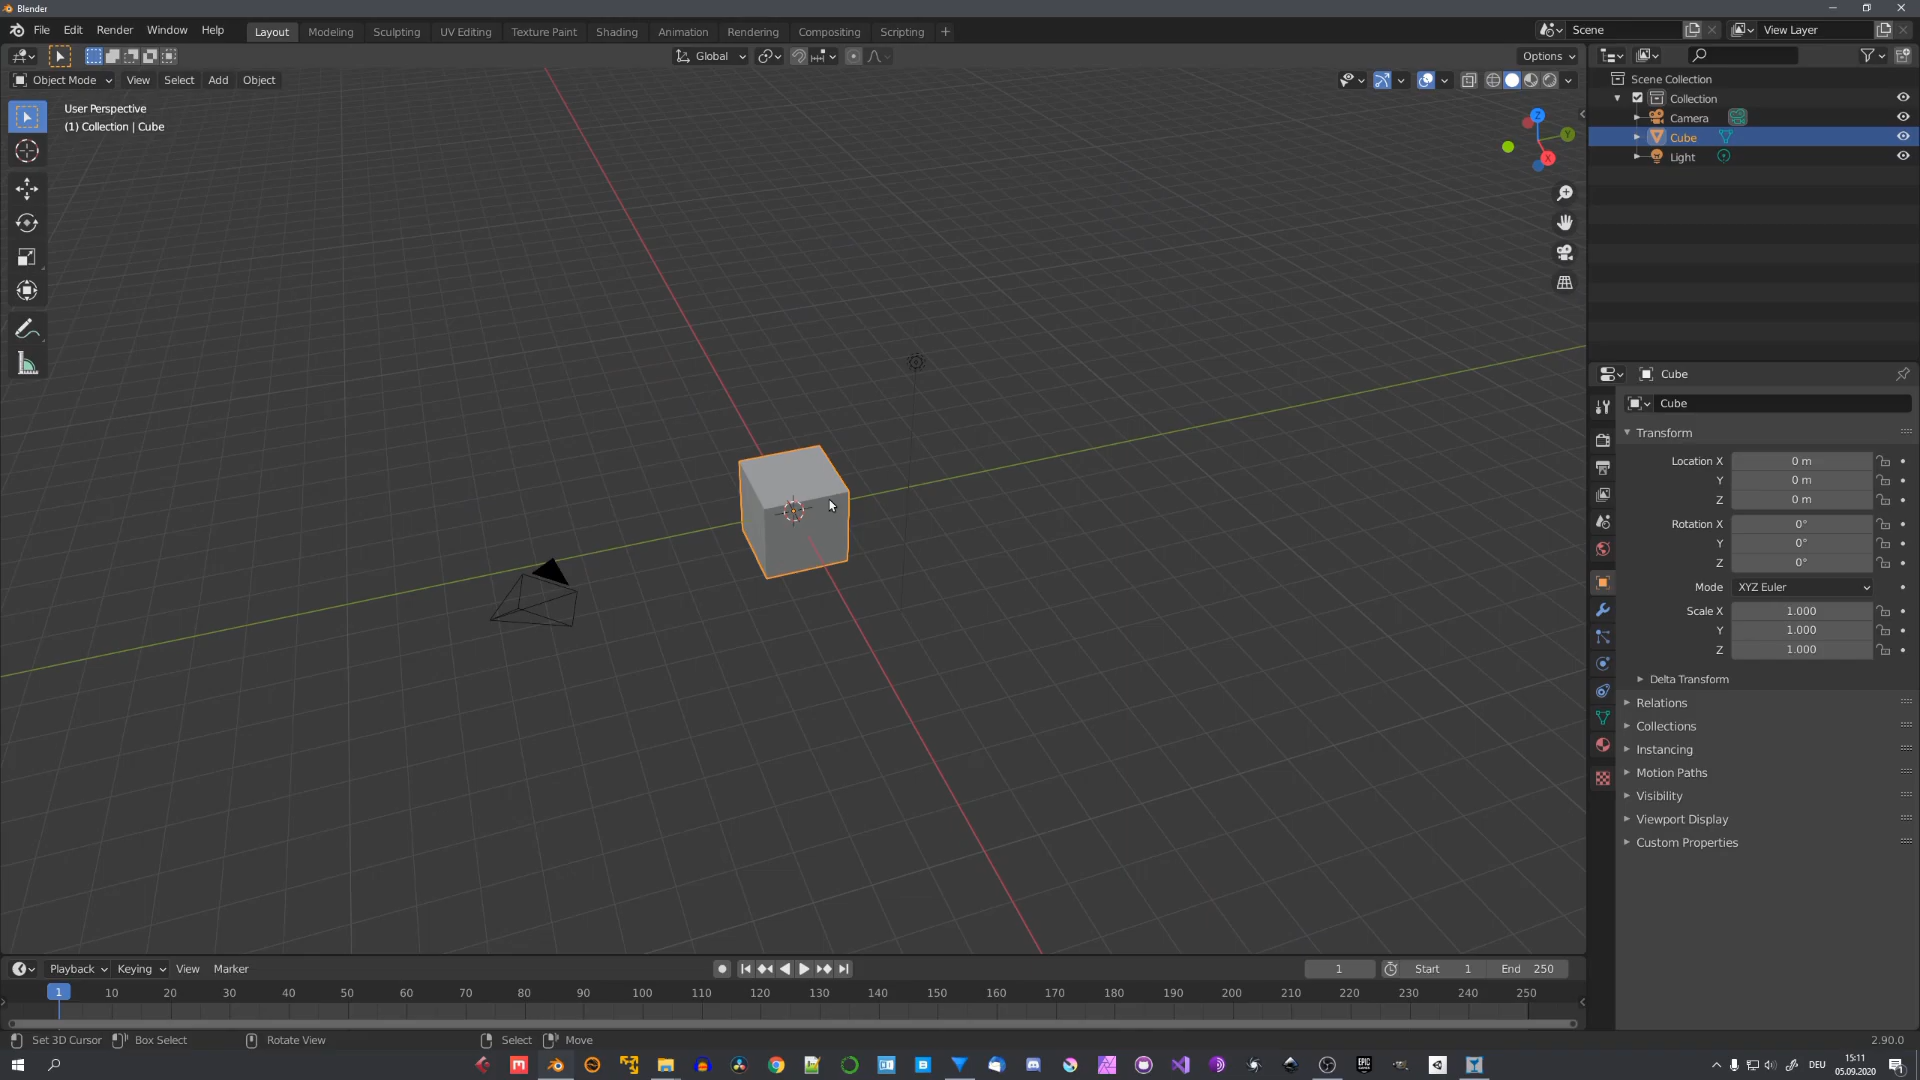 Blender
File Edit Render Window Help Layout Modeling Sculpting UV Editing Texture Paint Shading Animation Rendering Compositing Scripting + Scene View Layer
Global Options
Object Mode View Select Add Object
User Perspective
(1) Collection | Cube
Z
Y
X
Scene Collection
Collection
Camera
Cube
Light
Cube
Cube
Transform
Location X 0 m
Y 0 m
Z 0 m
Rotation X 0°
Y 0°
Z 0°
Mode XYZ Euler
Scale X 1.000
Y 1.000
Z 1.000
Delta Transform
Relations
Collections
Instancing
Motion Paths
Visibility
Viewport Display
Custom Properties
Playback Keying View Marker 1 Start 1 End 250
1 10 20 30 40 50 60 70 80 90 100 110 120 130 140 150 160 170 180 190 200 210 220 230 240 250
Set 3D Cursor Box Select Rotate View Select Move 2.90.0
DEU 15:11
05.09.2020